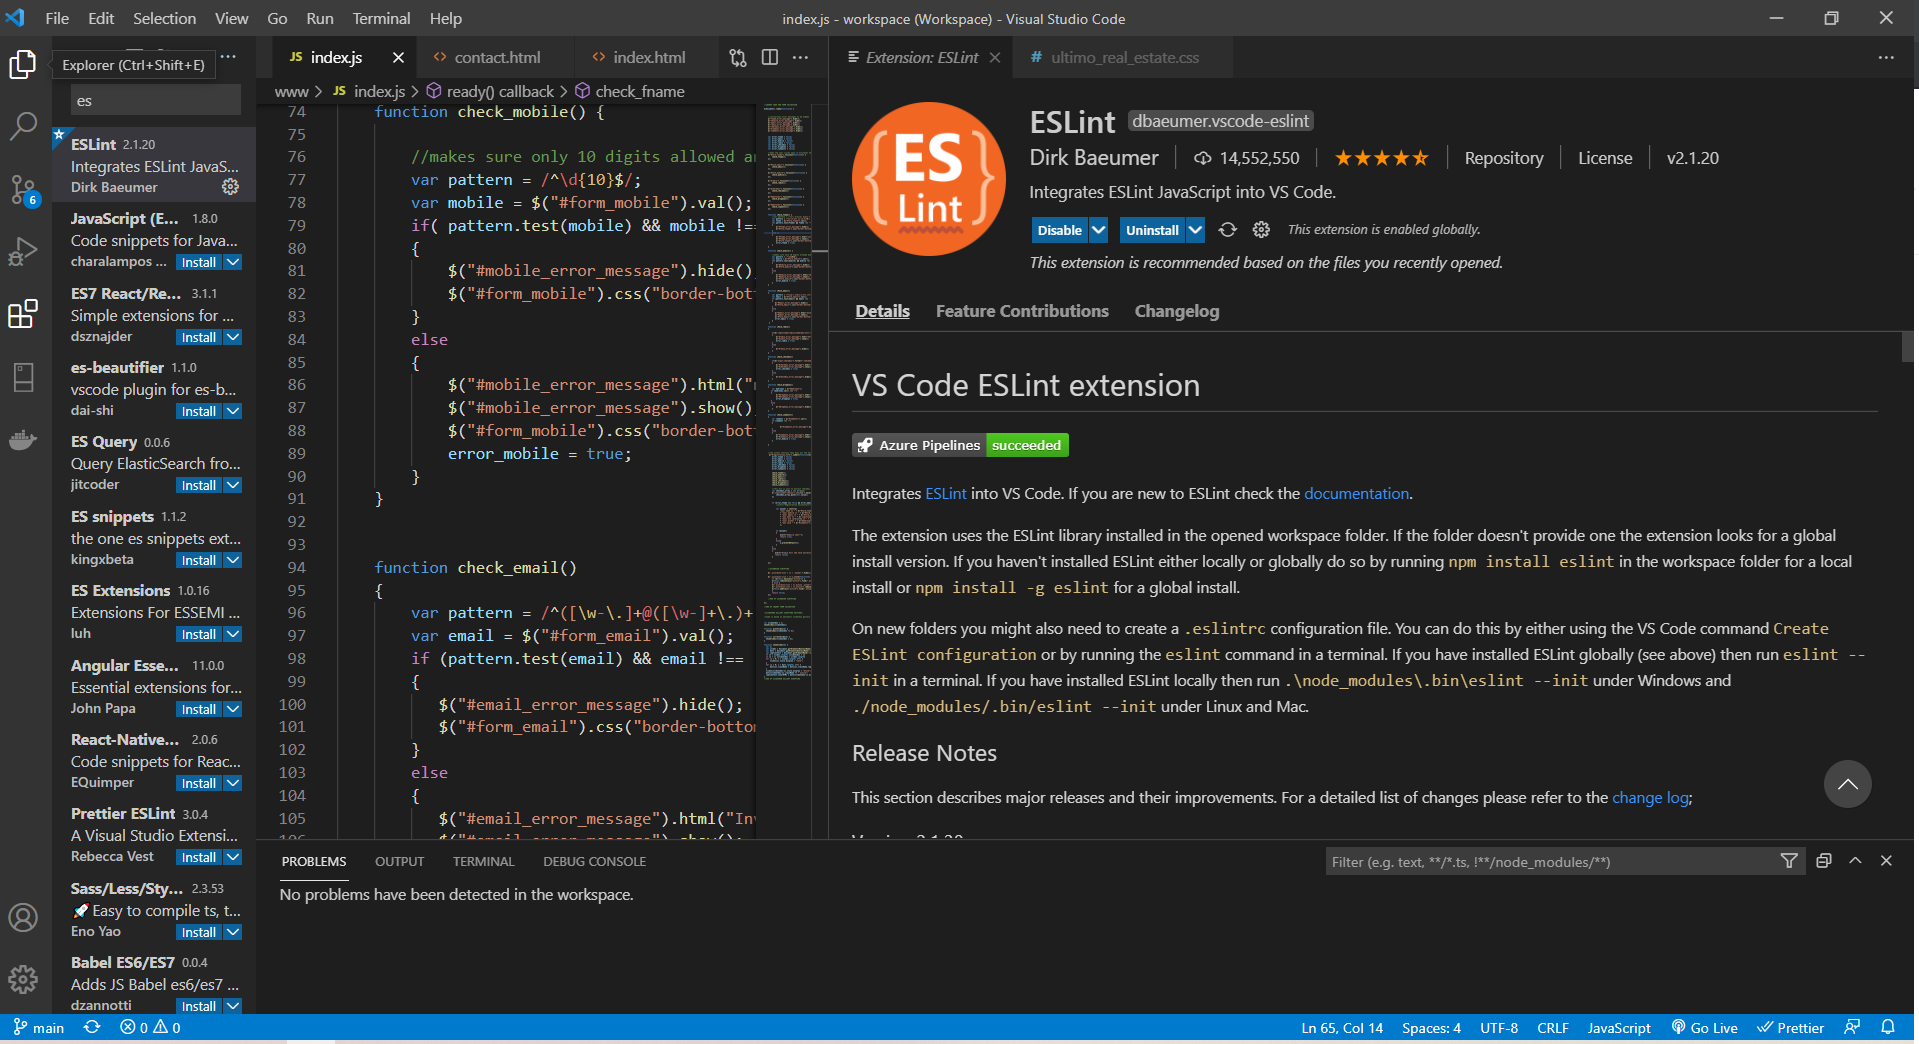 File Edit Selection View Go Run Terminal Help
index.js - workspace (Workspace) - Visual Studio Code
Explorer (Ctrl+Shift+E)
es
6
ESLint 2.1.20
Integrates ESLint JavaS...
Dirk Baeumer
JavaScript (E... 1.8.0
Code snippets for Java...
charalampos ... Install
ES7 React/Re... 3.1.1
Simple extensions for ...
dsznajder Install
es-beautifier 1.1.0
vscode plugin for es-b...
dai-shi Install
ES Query 0.0.6
Query ElasticSearch fro...
jitcoder Install
ES snippets 1.1.2
the one es snippets ext...
kingxbeta Install
ES Extensions 1.0.16
Extensions For ESSEMI ...
luh Install
Angular Esse... 11.0.0
Essential extensions for...
John Papa Install
React-Native... 2.0.6
Code snippets for Reac...
EQuimper Install
Prettier ESLint 3.0.4
A Visual Studio Extensi...
Rebecca Vest Install
Sass/Less/Sty... 2.3.53
🚀Easy to compile ts, t...
Eno Yao Install
Babel ES6/ES7 0.0.4
Adds JS Babel es6/es7 ...
dzannotti Install
JS index.js
<> contact.html
<> index.html
www > JS index.js > ready() callback > check_fname
74 function check_mobile() {
75
76 //makes sure only 10 digits allowed
77 var pattern = /^\d{10}$/;
78 var mobile = $("#form_mobile").val();
79 if( pattern.test(mobile) && mobile !==
80 {
81 $("#mobile_error_message").hide()
82 $("#form_mobile").css("border-bot
83 }
84 else
85 {
86 $("#mobile_error_message").html("
87 $("#mobile_error_message").show()
88 $("#form_mobile").css("border-bot
89 error_mobile = true;
90 }
91 }
92
93
94 function check_email()
95 {
96 var pattern = /^([\w-\.]+@([\w-]+\.)+
97 var email = $("#form_email").val();
98 if (pattern.test(email) && email !==
99 {
100 $("#email_error_message").hide();
101 $("#form_email").css("border-botto
102 }
103 else
104 {
105 $("#email_error_message").html("In
106 $("#email_error_message").show();
Extension: ESLint
# ultimo_real_estate.css
{ES}
Lint
ESLint dbaeumer.vscode-eslint
Dirk Baeumer 14,552,550 Repository License v2.1.20
Integrates ESLint JavaScript into VS Code.
Disable Uninstall This extension is enabled globally.
This extension is recommended based on the files you recently opened.
Details Feature Contributions Changelog
VS Code ESLint extension
Azure Pipelines succeeded
Integrates ESLint into VS Code. If you are new to ESLint check the documentation.
The extension uses the ESLint library installed in the opened workspace folder. If the folder doesn't provide one the extension looks for a global
install version. If you haven't installed ESLint either locally or globally do so by running npm install eslint in the workspace folder for a local
install or npm install -g eslint for a global install.
On new folders you might also need to create a .eslintrc configuration file. You can do this by either using the VS Code command Create
ESLint configuration or by running the eslint command in a terminal. If you have installed ESLint globally (see above) then run eslint --
init in a terminal. If you have installed ESLint locally then run .\node_modules\.bin\eslint --init under Windows and
./node_modules/.bin/eslint --init under Linux and Mac.
Release Notes
This section describes major releases and their improvements. For a detailed list of changes please refer to the change log;
Version 2.1.20
PROBLEMS OUTPUT TERMINAL DEBUG CONSOLE
Filter (e.g. text, **/*.ts, !**/node_modules/**)
No problems have been detected in the workspace.
main 0 0
Ln 65, Col 14 Spaces: 4 UTF-8 CRLF JavaScript Go Live Prettier